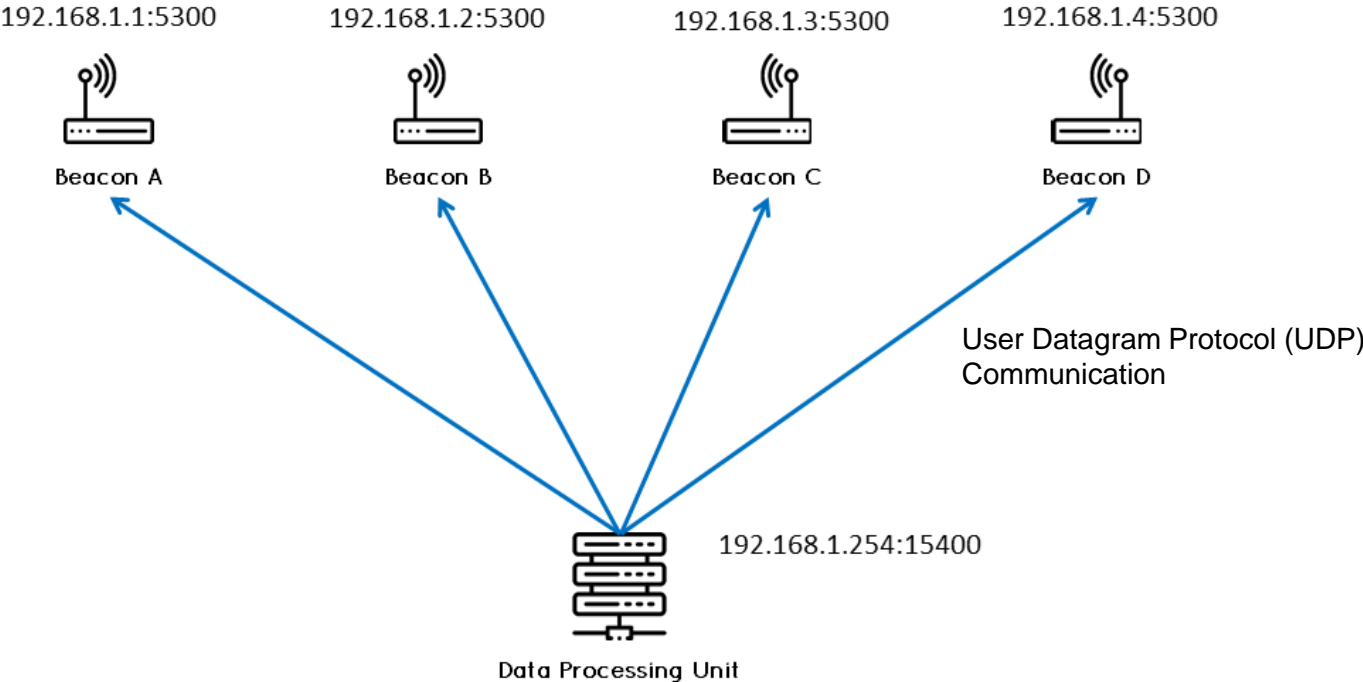 192.168.1.1:5300
192.168.1.2:5300
192.168.1.3:5300
192.168.1.4:5300
Beacon A
Beacon B
Beacon C
Beacon D
User Datagram Protocol (UDP)
Communication
192.168.1.254:15400
Data Processing Unit